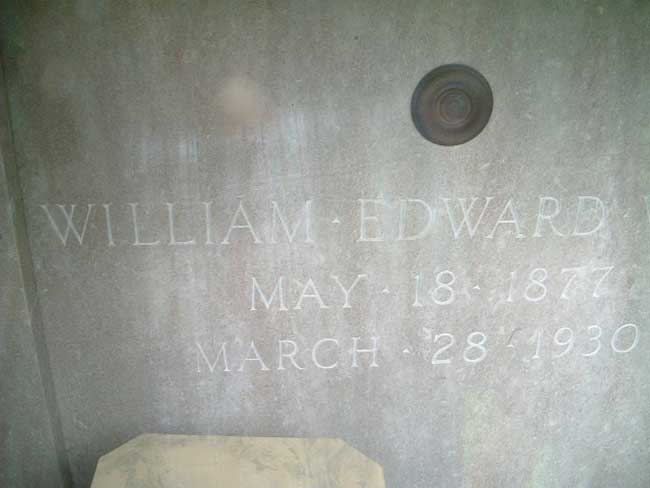 WILLIAM · EDWARD ·
MAY · 18 · 1877
MARCH · 28 · 1930